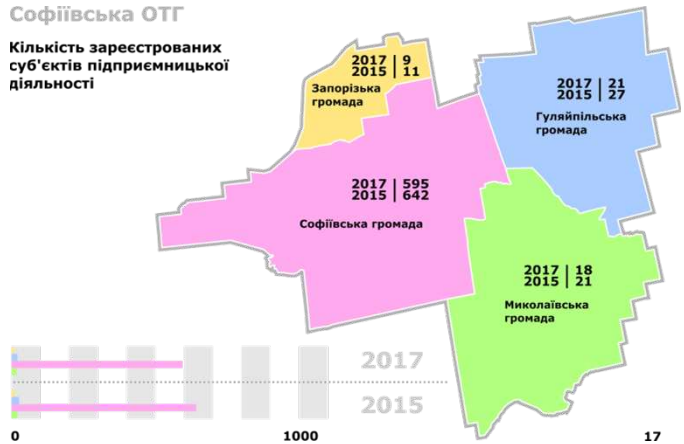 Софіївська ОТГ
Кількість зареєстрованих
суб'єктів підприємницької
діяльності
2017 | 9
2015 | 11
Запорізька
громада
2017 | 21
2015 | 27
Гуляйпільська
громада
2017 | 595
2015 | 642
Софіївська громада
2017 | 18
2015 | 21
Миколаївська
громада
2017
2015
0 1000 17